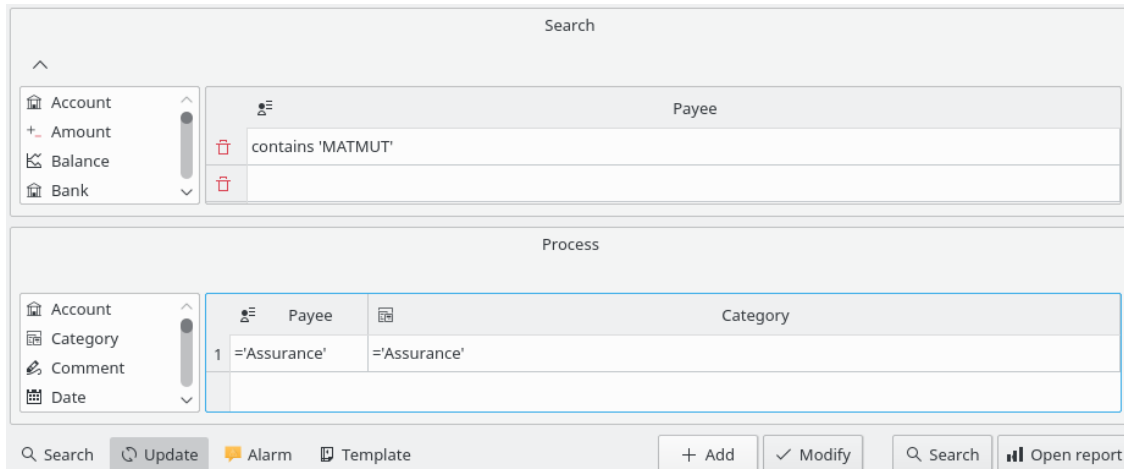 Search
Account
Amount
Balance
Bank
Payee
contains 'MATMUT'
Process
Account
Category
Comment
Date
Payee Category
1 ='Assurance' ='Assurance'
Search Update Alarm Template + Add Modify Search Open report